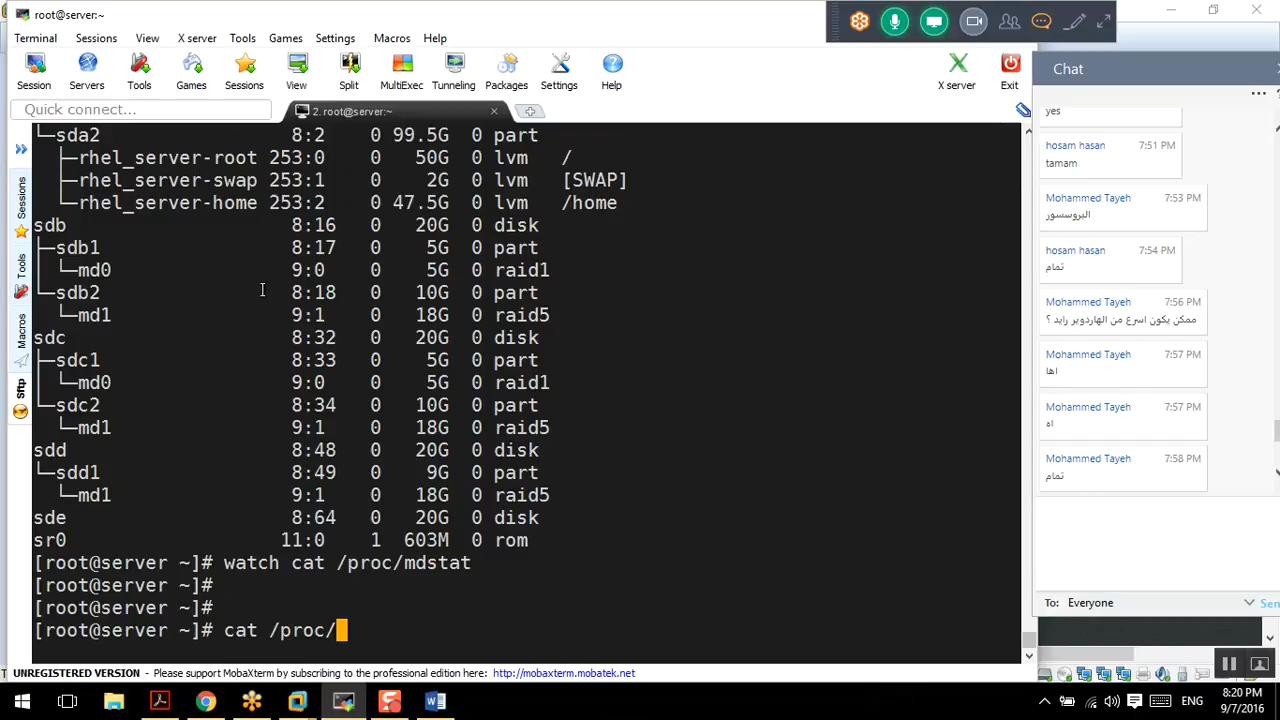 root@server:~
Terminal Sessions View X server Tools Games Settings Macros Help
Session Servers Tools Games Sessions View Split MultiExec Tunneling Packages Settings Help X server Exit
Quick connect...
2. root@server:~
Sessions
Tools
Macros
Sftp
└─sda2 8:2 0 99.5G 0 part
├─rhel_server-root 253:0 0 50G 0 lvm /
├─rhel_server-swap 253:1 0 2G 0 lvm [SWAP]
└─rhel_server-home 253:2 0 47.5G 0 lvm /home
sdb 8:16 0 20G 0 disk
├─sdb1 8:17 0 5G 0 part
│ └─md0 9:0 0 5G 0 raid1
└─sdb2 8:18 0 10G 0 part
└─md1 9:1 0 18G 0 raid5
sdc 8:32 0 20G 0 disk
├─sdc1 8:33 0 5G 0 part
│ └─md0 9:0 0 5G 0 raid1
└─sdc2 8:34 0 10G 0 part
└─md1 9:1 0 18G 0 raid5
sdd 8:48 0 20G 0 disk
└─sdd1 8:49 0 9G 0 part
└─md1 9:1 0 18G 0 raid5
sde 8:64 0 20G 0 disk
sr0 11:0 1 603M 0 rom
[root@server ~]# watch cat /proc/mdstat
[root@server ~]#
[root@server ~]#
[root@server ~]# cat /proc/
UNREGISTERED VERSION - Please support MobaXterm by subscribing to the professional edition here: http://mobaxterm.mobatek.net
Chat
yes
hosam hasan 7:51 PM
tamam
Mohammed Tayeh 7:53 PM
البروسسور
hosam hasan 7:54 PM
تمام
Mohammed Tayeh 7:56 PM
ممكن يكون اسرع من الهاردوير رايد ؟
Mohammed Tayeh 7:57 PM
اها
Mohammed Tayeh 7:57 PM
اه
Mohammed Tayeh 7:58 PM
تمام
To: Everyone
Sen
ENG
8:20 PM
9/7/2016